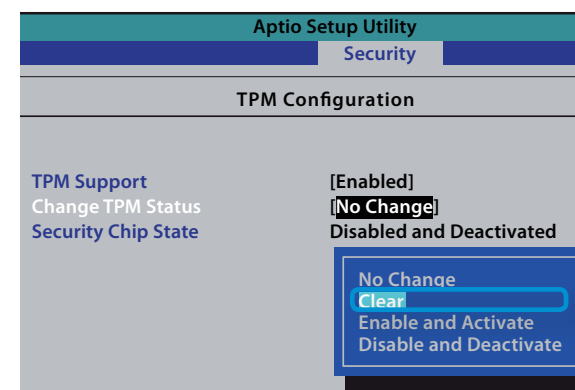 Aptio Setup Utility
Security
TPM Configuration
TPM Support [Enabled]
Change TPM Status [No Change]
Security Chip State Disabled and Deactivated
No Change
Clear
Enable and Activate
Disable and Deactivate